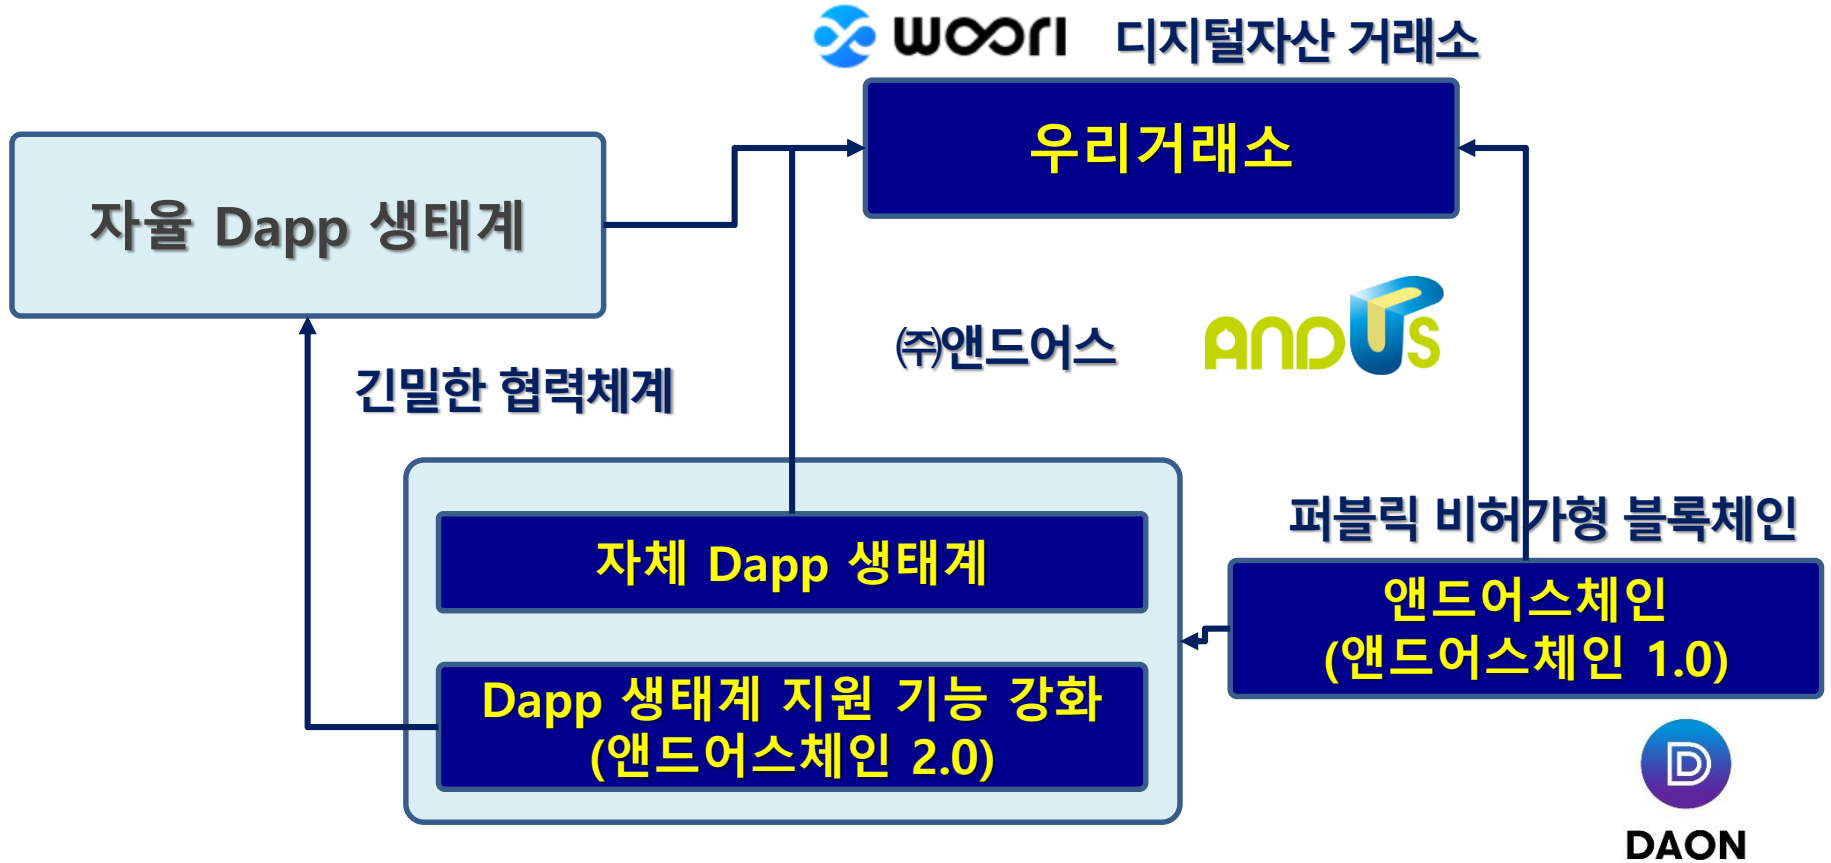 woori 디지털자산 거래소
우리거래소
자율 Dapp 생태계
㈜앤드어스 ANDUS
긴밀한 협력체계
자체 Dapp 생태계
Dapp 생태계 지원 기능 강화
(앤드어스체인 2.0)
퍼블릭 비허가형 블록체인
앤드어스체인
(앤드어스체인 1.0)
D
DAON